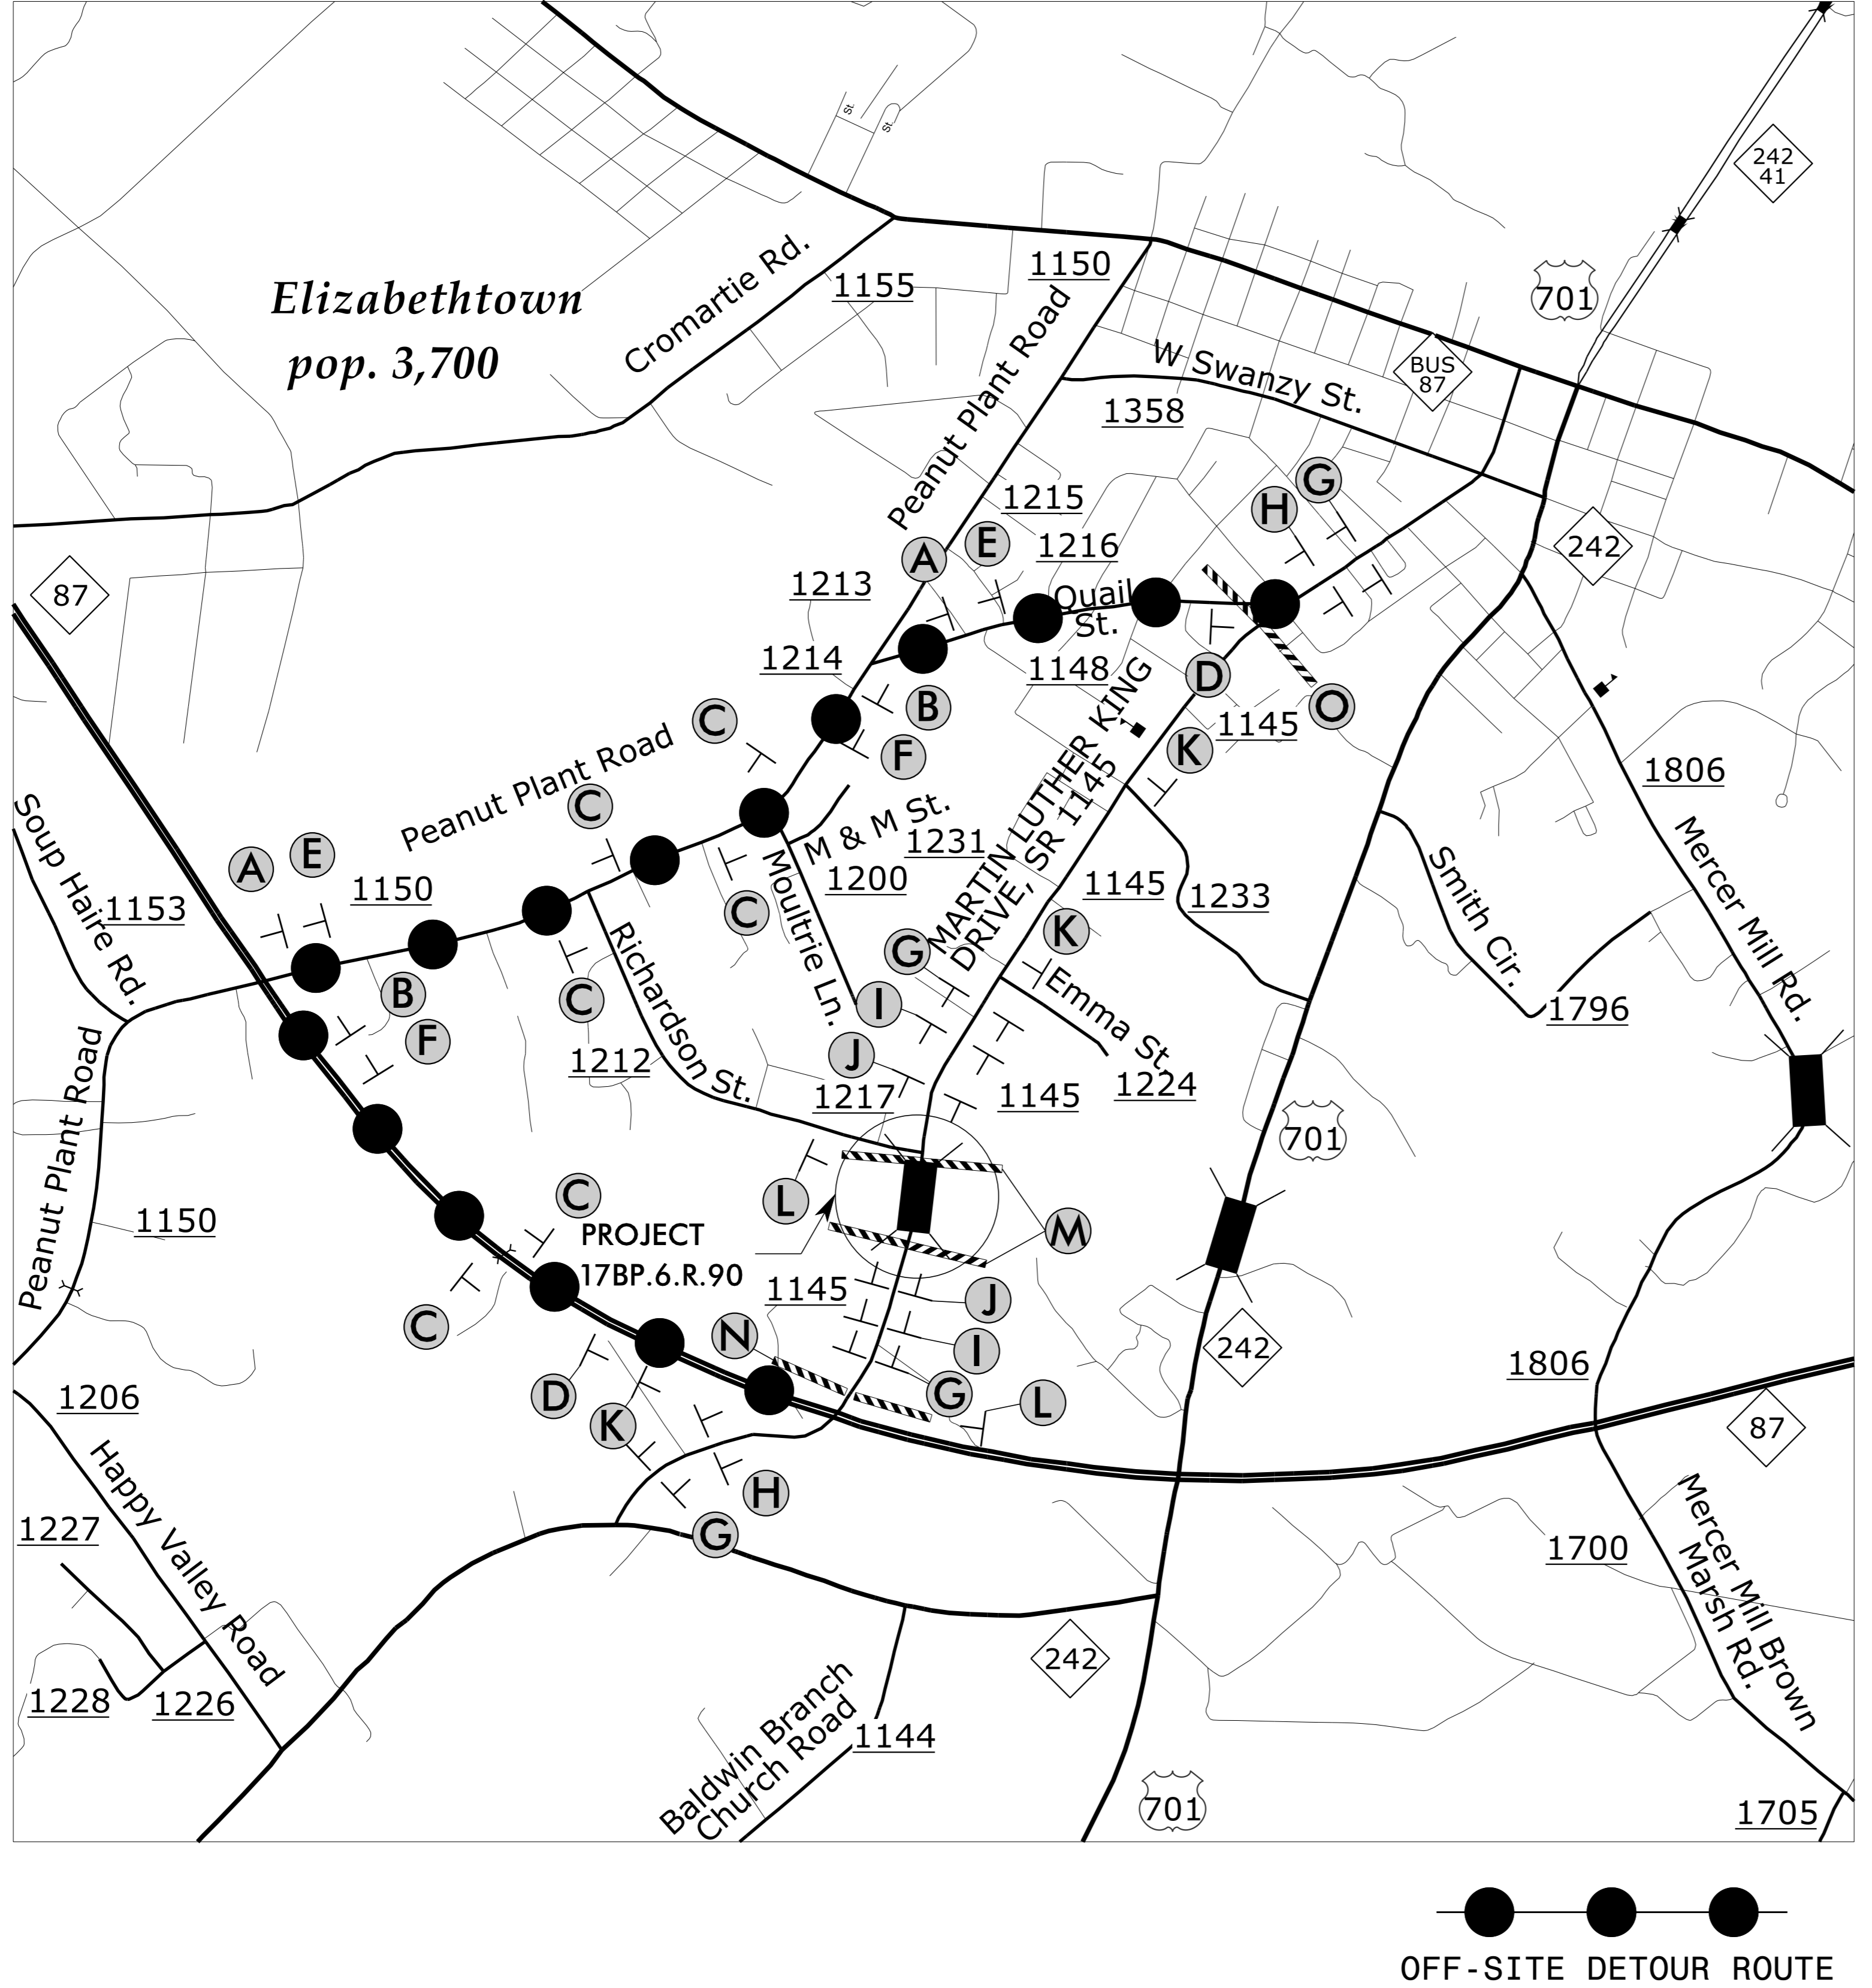 st.
st.
242
41
Elizabethtown
pop. 3,700
Cromartie Rd.
1155
1150
Peanut Plant Road
701
W Swanzy St.
BUS
87
1358
G
H
1215
E
A
1216
242
87
1213
Quail
St.
1214
1148
D
O
B
C
1145
K
F
1806
Peanut Plant Road
C
M & M St.
1231
MARTIN LUTHER KING
DRIVE, SR 1145
Mercer Mill Rd.
Soup Haire Rd.
A
E
1150
1200
1145
1233
Smith Cir.
1153
C
Moultrie Ln.
K
G
Richardson St.
B
C
I
Emma St.
1796
F
J
1212
1217
1145
1224
Peanut Plant Road
701
1150
C
L
M
PROJECT
17BP.6.R.90
1145
J
C
N
I
242
1806
1206
D
G
L
K
87
Happy Valley Road
H
G
1227
1700
Mercer Mill Brown
Marsh Rd.
242
1228
1226
Baldwin Branch
Church Road
1144
701
1705
OFF-SITE DETOUR ROUTE